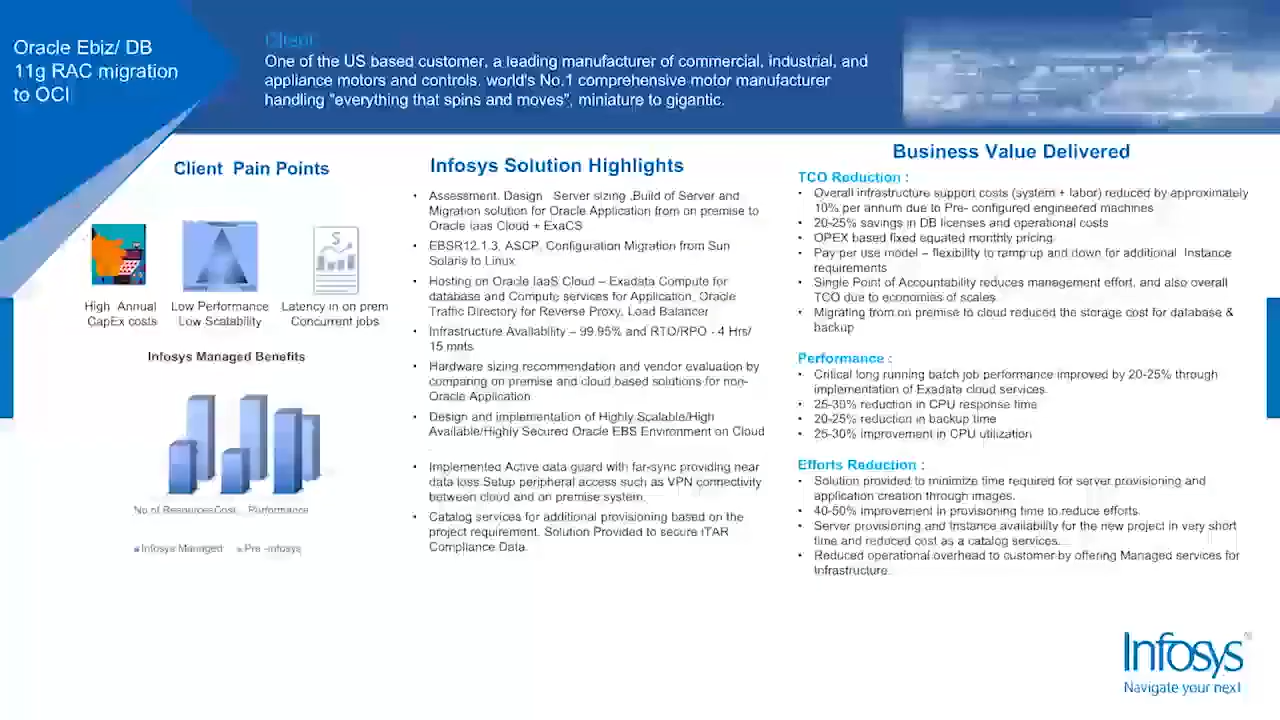 Oracle Ebiz/ DB
11g RAC migration
to OCI
Client
One of the US based customer, a leading manufacturer of commercial, industrial, and
appliance motors and controls. world's No.1 comprehensive motor manufacturer
handling "everything that spins and moves", miniature to gigantic.
Client Pain Points
High Annual
CapEx costs
Low Performance
Low Scalability
Latency in on prem
Concurrent jobs
Infosys Managed Benefits
No of Resources Cost Performance
Infosys Managed Pre -infosys
Infosys Solution Highlights
• Assessment. Design Server sizing ,Build of Server and
Migration solution for Oracle Application from on premise to
Oracle Iaas Cloud + ExaCS
• EBSR12.1.3, ASCP, Configuration Migration from Sun
Solaris to Linux
• Hosting on Oracle IaaS Cloud – Exadata Compute for
database and Compute services for Application, Oracle
Traffic Directory for Reverse Proxy, Load Balancer
• Infrastructure Availability – 99.95% and RTO/RPO - 4 Hrs/
15 mnts
• Hardware sizing recommendation and vendor evaluation by
comparing on premise and cloud based solutions for non-
Oracle Application
• Design and implementation of Highly Scalable/High
Available/Highly Secured Oracle EBS Environment on Cloud
.
• Implemented Active data guard with far-sync providing near
data loss Setup peripheral access such as VPN connectivity
between cloud and on premise system.
• Catalog services for additional provisioning based on the
project requirement. Solution Provided to secure ITAR
Compliance Data.
Business Value Delivered
TCO Reduction :
• Overall infrastructure support costs (system + labor) reduced by approximately
10% per annum due to Pre- configured engineered machines
• 20-25% savings in DB licenses and operational costs
• OPEX based fixed equated monthly pricing
• Pay per use model – flexibility to ramp up and down for additional Instance
requirements
• Single Point of Accountability reduces management effort, and also overall
TCO due to economies of scales
• Migrating from on premise to cloud reduced the storage cost for database &
backup
Performance :
• Critical long running batch job performance improved by 20-25% through
implementation of Exadata cloud services.
• 25-30% reduction in CPU response time
• 20-25% reduction in backup time
• 25-30% improvement in CPU utilization
Efforts Reduction :
• Solution provided to minimize time required for server provisioning and
application creation through images.
• 40-50% improvement in provisioning time to reduce efforts.
• Server provisioning and Instance availability for the new project in very short
time and reduced cost as a catalog services.
• Reduced operational overhead to customer by offering Managed services for
Infrastructure.
Infosys®
Navigate your next